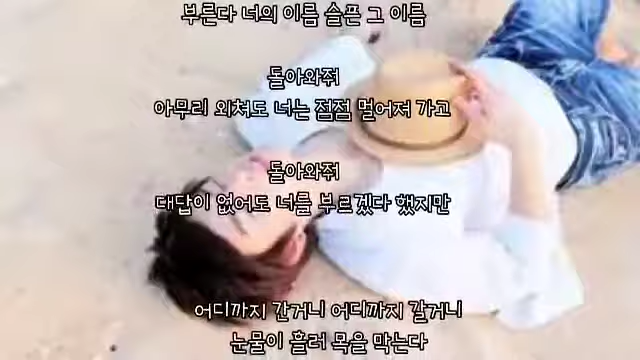 부른다 너의 이름 슬픈 그 이름
돌아와줘
아무리 외쳐도 너는 점점 멀어져 가고
돌아와줘
대답이 없어도 너를 부르겠다 했지만
어디까지 간거니 어디까지 갈거니
눈물이 흘러 목을 막는다